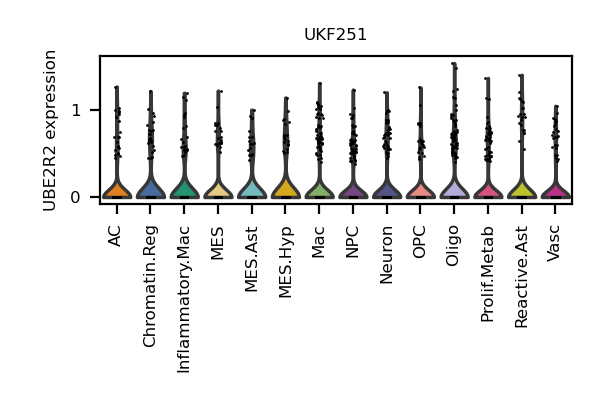 UKF251
UBE2R2 expression
1
0
AC
Chromatin.Reg
Inflammatory.Mac
MES
MES.Ast
MES.Hyp
Mac
NPC
Neuron
OPC
Oligo
Prolif.Metab
Reactive.Ast
Vasc